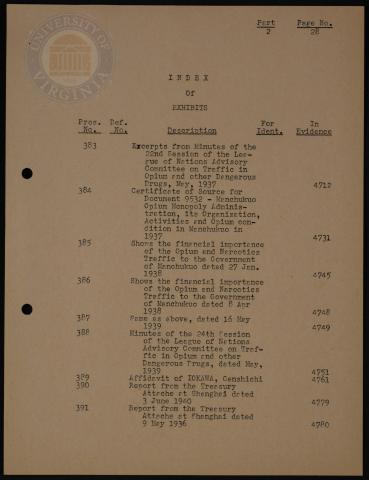 UNIVERSITY OF VIRGINIA
Part Page No.
2 28
I N D E X
Of
EXHIBITS
Pros. Def. For In
No. No. Description Ident. Evidence
383 Excerpts from Minutes of the
22nd Session of the Lea-
gue of Nations Advisory
Committee on Traffic in
Opium and other Dangerous
Drugs, May, 1937 4712
384 Certificate of Source for
Document 9532 - Manchukuo
Opium Monopoly Adminis-
tration, its Organization,
Activities and Opium con-
dition in Manchukuo in
1937 4731
385 Shows the financial importance
of the Opium and Narcotics
Traffic to the Government
of Manchukuo dated 27 Jan.
1938 4745
386 Shows the financial importance
of the Opium and Narcotics
Traffic to the Government
of Manchukuo dated 8 Apr
1938 4748
387 Same as above, dated 16 May
1939 4749
388 Minutes of the 24th Session
of the League of Nations
Advisory Committee on Traf-
fic in Opium and other
Dangerous Drugs, dated May,
1939 4751
389 Affidavit of IOKAWA, Genshichi 4761
390 Report from the Treasury
Attache at Shanghai dated
3 June 1940 4779
391 Report from the Treasury
Attache at Shanghai dated
9 May 1936 4780